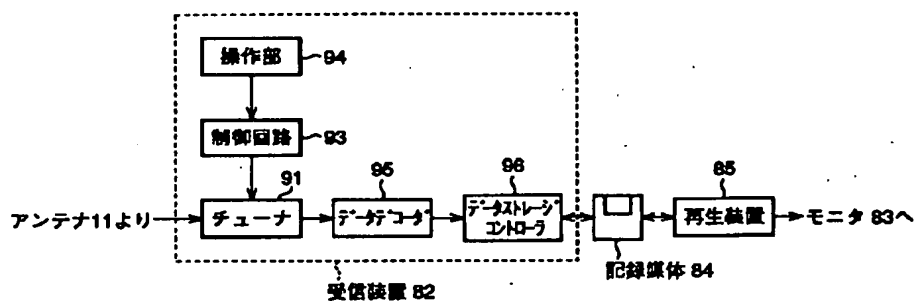 操作部
94
制御回路
93
91
95
96
85
アンテナ11より
チューナ
データデコーダ
データストレージ
コントローラ
再生装置
モニタ 83へ
記録媒体 84
受信装置 82